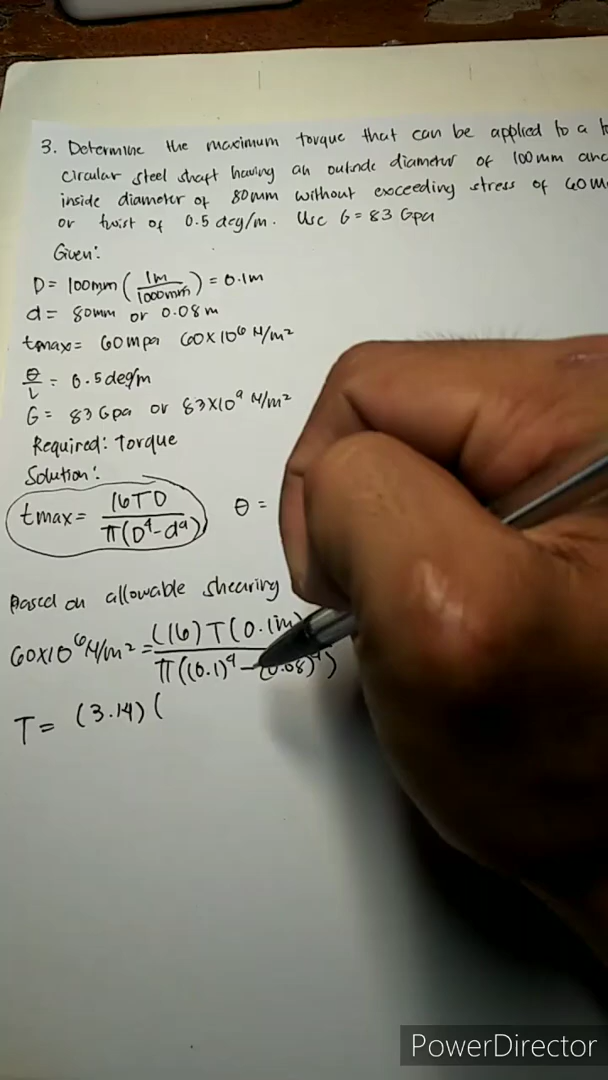 3. Determine the maximum torque that can be applied to a
circular steel shaft having an outside diameter of 100mm and
inside diameter of 80mm without exceeding stress of 60
or twist of 0.5 deg/m. Use G = 83 Gpa
Given:
D = 100mm (1m/1000mm) = 0.1m
d = 80mm or 0.08m
tmax = 60mpa 60x10⁶ N/m²
θ/L = 0.5deg/m
G = 83 Gpa or 83x10⁹ N/m²
Required: Torque
Solution:
tmax = 16TD/π(D⁴-d⁴) θ =
Based on allowable shearing
60x10⁶ N/m² = (16)T(0.1m)/π((0.1)⁴-(0.08)⁴)
T = (3.14)(
PowerDirector